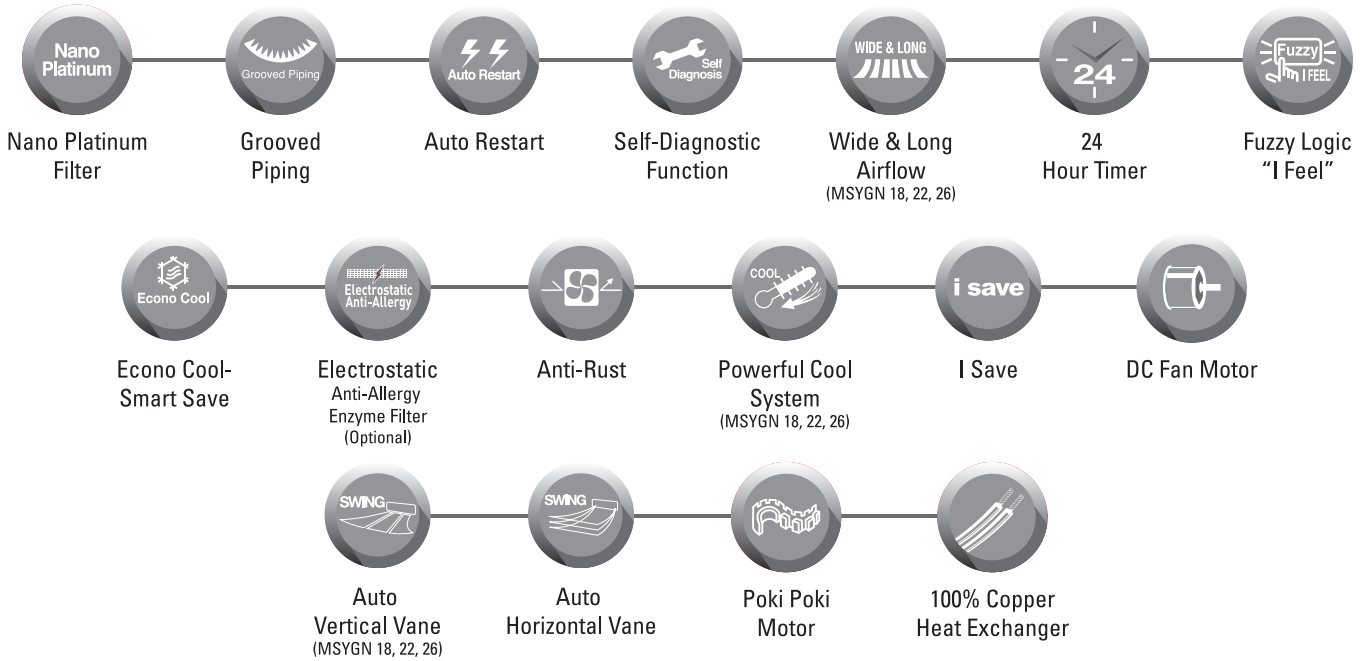 Nano
Platinum
Grooved Piping
Auto Restart
Self
Diagnosis
WIDE & LONG
24
Fuzzy
I FEEL
Nano Platinum
Filter
Grooved
Piping
Auto Restart
Self-Diagnostic
Function
Wide & Long
Airflow
(MSYGN 18, 22, 26)
24
Hour Timer
Fuzzy Logic
“I Feel”
Econo Cool
Electrostatic
Anti-Allergy
COOL
i save
Econo Cool-
Smart Save
Electrostatic
Anti-Allergy
Enzyme Filter
(Optional)
Anti-Rust
Powerful Cool
System
(MSYGN 18, 22, 26)
I Save
DC Fan Motor
SWING
SWING
Auto
Vertical Vane
(MSYGN 18, 22, 26)
Auto
Horizontal Vane
Poki Poki
Motor
100% Copper
Heat Exchanger